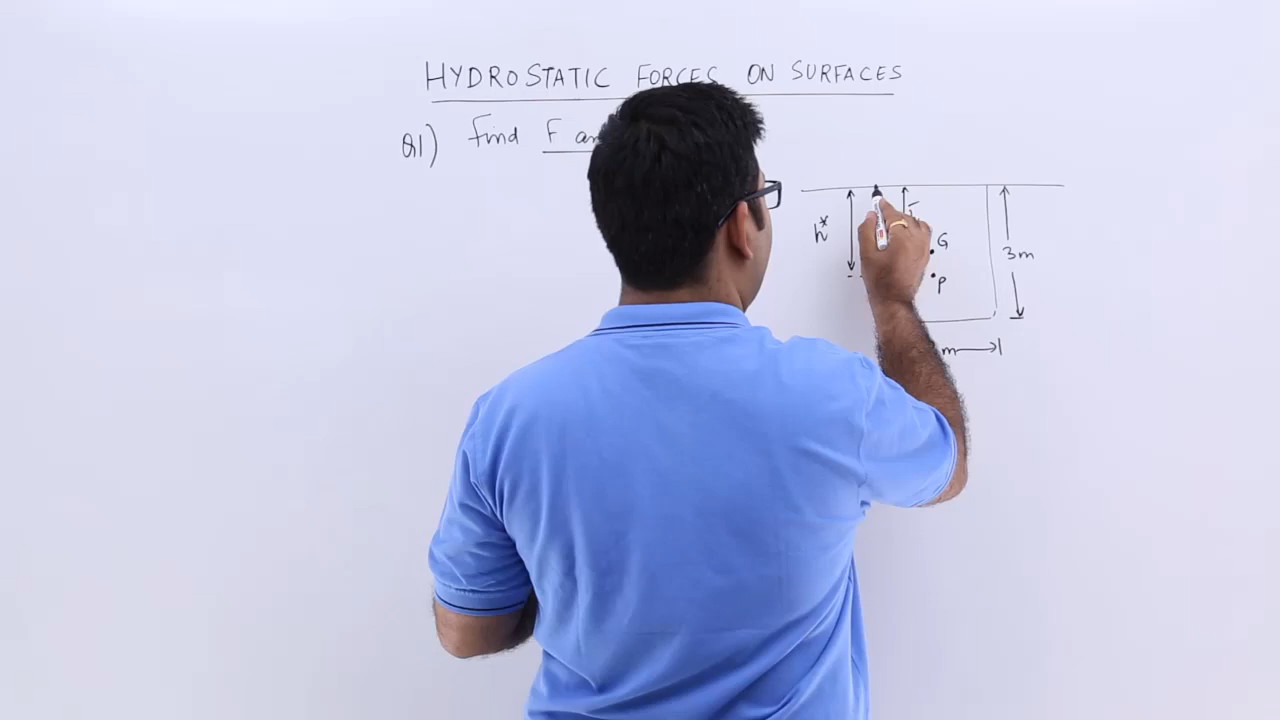 HYDROSTATIC FORCES ON SURFACES
Q1) Find F
h*
G
3m
P
m